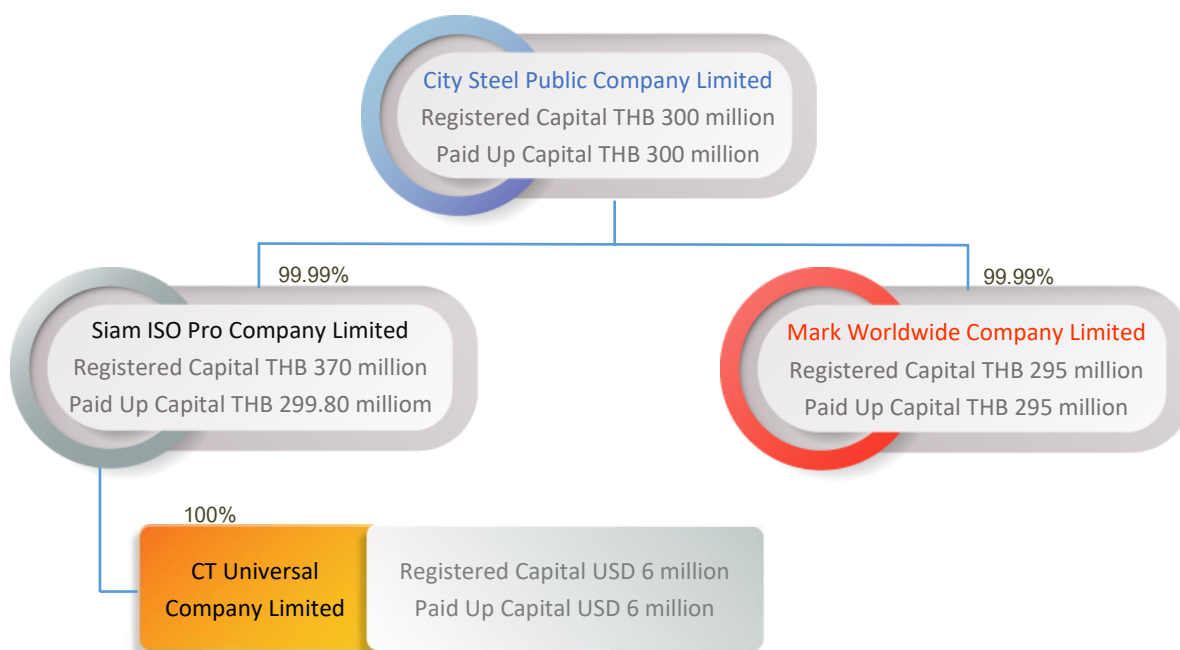 City Steel Public Company Limited
Registered Capital THB 300 million
Paid Up Capital THB 300 million
99.99%
99.99%
Siam ISO Pro Company Limited
Registered Capital THB 370 million
Paid Up Capital THB 299.80 milliom
Mark Worldwide Company Limited
Registered Capital THB 295 million
Paid Up Capital THB 295 million
100%
CT Universal
Company Limited
Registered Capital USD 6 million
Paid Up Capital USD 6 million